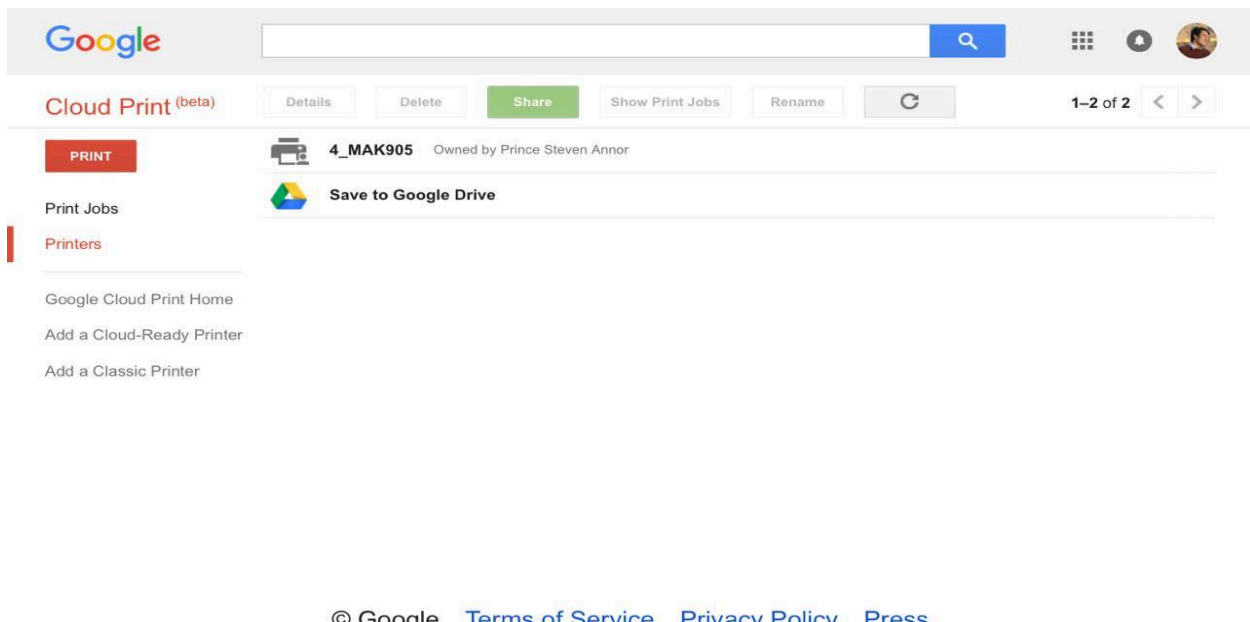 Google
Cloud Print (beta) Details Delete Share Show Print Jobs Rename 1–2 of 2
PRINT
Print Jobs
Printers
Google Cloud Print Home
Add a Cloud-Ready Printer
Add a Classic Printer
4_MAK905 Owned by Prince Steven Annor
Save to Google Drive
© Google Terms of Service Privacy Policy Press